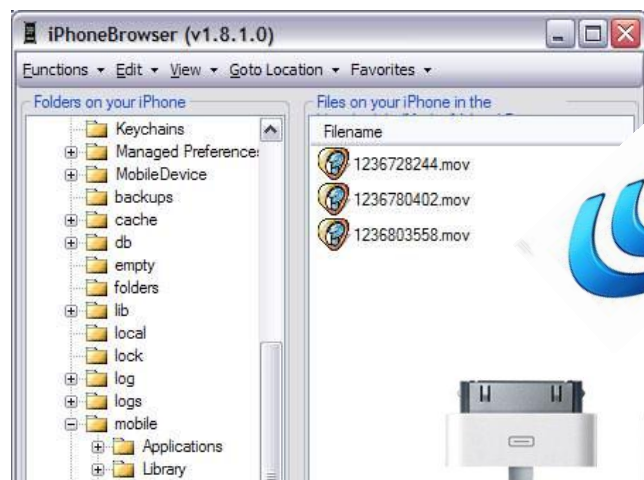 iPhoneBrowser (v1.8.1.0)
Functions Edit View Goto Location Favorites
Folders on your iPhone
Keychains
Managed Preference
MobileDevice
backups
cache
db
empty
folders
lib
local
lock
log
logs
mobile
Applications
Library
Files on your iPhone in the
Filename
1236728244.mov
1236780402.mov
1236803558.mov